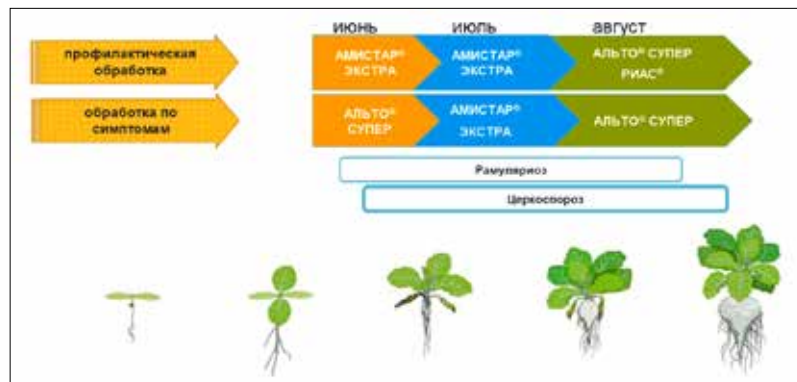 июнь июль август
профилактическая
обработка
АМИСТАР®
ЭКСТРА
АМИСТАР®
ЭКСТРА
АЛЬТО® СУПЕР
РИАС®
обработка по
симптомам
АЛЬТО®
СУПЕР
АМИСТАР®
ЭКСТРА
АЛЬТО® СУПЕР
Рамуляриоз
Церкоспороз